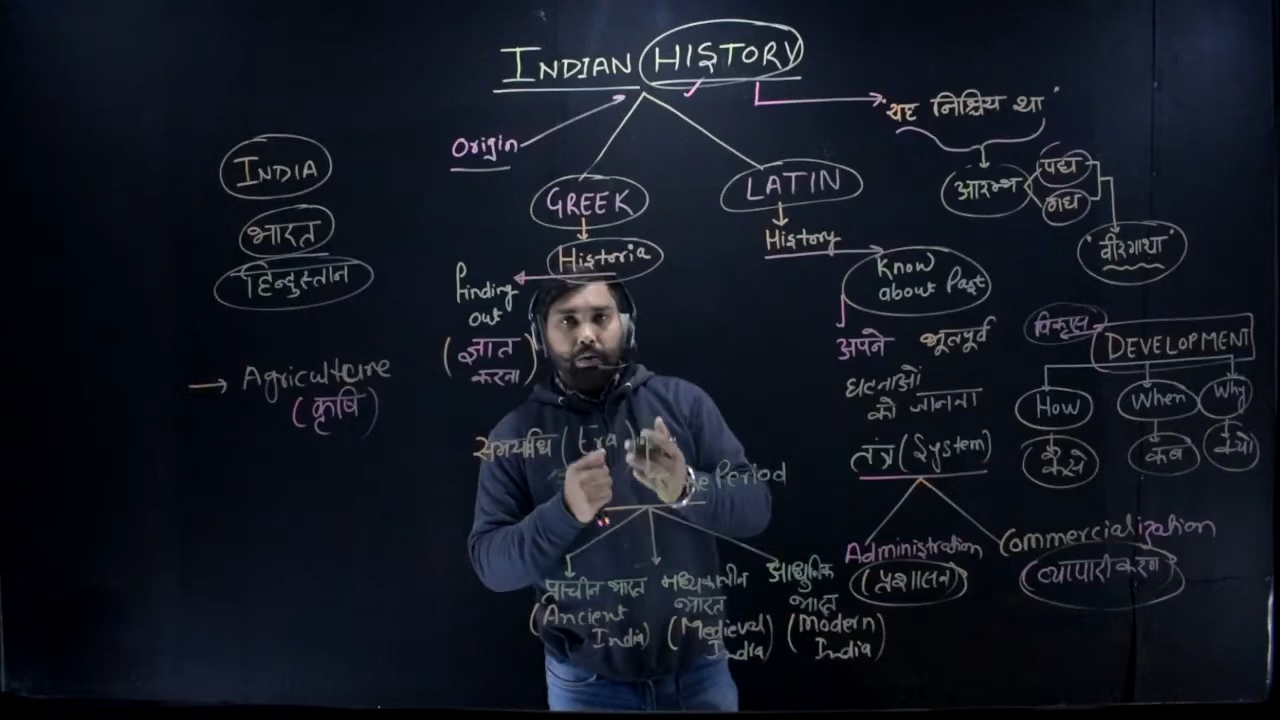 INDIAN HISTORY
Origin
GREEK
LATIN
Historia
History
Finding
out
(ज्ञात
करना)
Know
about Past
अपने भूतपूर्व
घटनाओं
को जानना
तंत्र (System)
Administration
(प्रशासन)
Commercialization
व्यापारीकरण
"यह निश्चिय था"
आरम्भ
पद्य
गद्य
"वीरगाथा"
विकास
DEVELOPMENT
How
When
Why
कैसे
कब
क्यों
INDIA
भारत
हिन्दुस्तान
→ Agriculture
(कृषि)
(Era)
Period
प्राचीन भारत
(Ancient
India)
मध्यकालीन
भारत
(Medieval
India)
आधुनिक
भारत
(Modern
India)